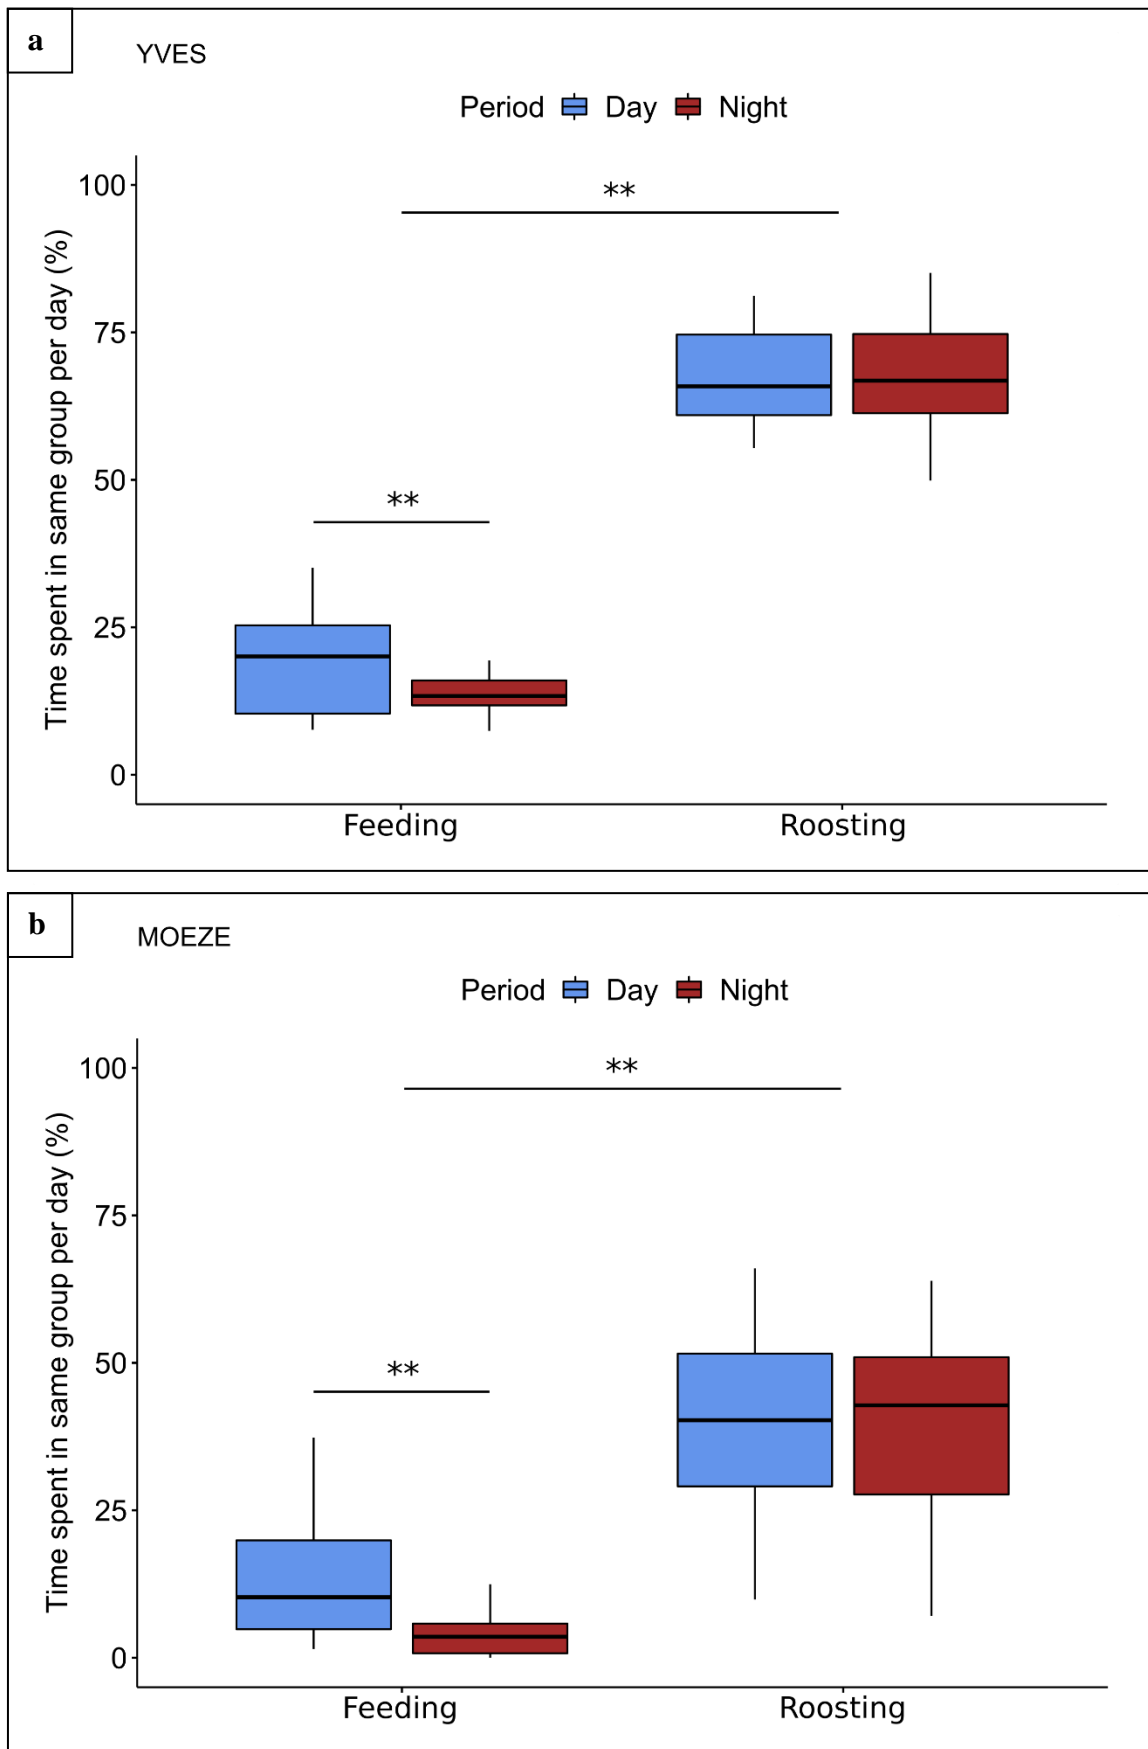 a
YVES
Period Day Night
Time spent in same group per day (%)
100
75
50
25
0
**
**
Feeding Roosting
b
MOEZE
Period Day Night
Time spent in same group per day (%)
100
75
50
25
0
**
**
Feeding Roosting